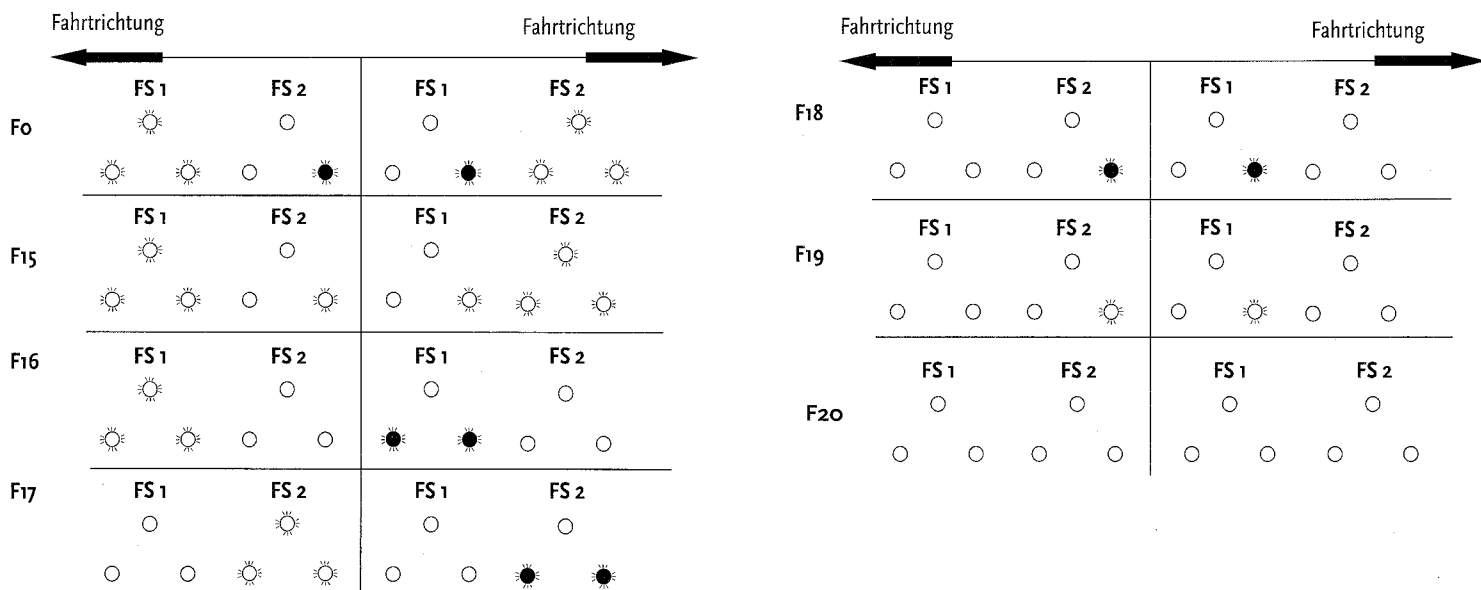 Fahrtrichtung Fahrtrichtung
FS 1 FS 2 FS 1 FS 2
F0
FS 1 FS 2 FS 1 FS 2
F15
FS 1 FS 2 FS 1 FS 2
F16
FS 1 FS 2 FS 1 FS 2
F17
Fahrtrichtung Fahrtrichtung
FS 1 FS 2 FS 1 FS 2
F18
FS 1 FS 2 FS 1 FS 2
F19
FS 1 FS 2 FS 1 FS 2
F20